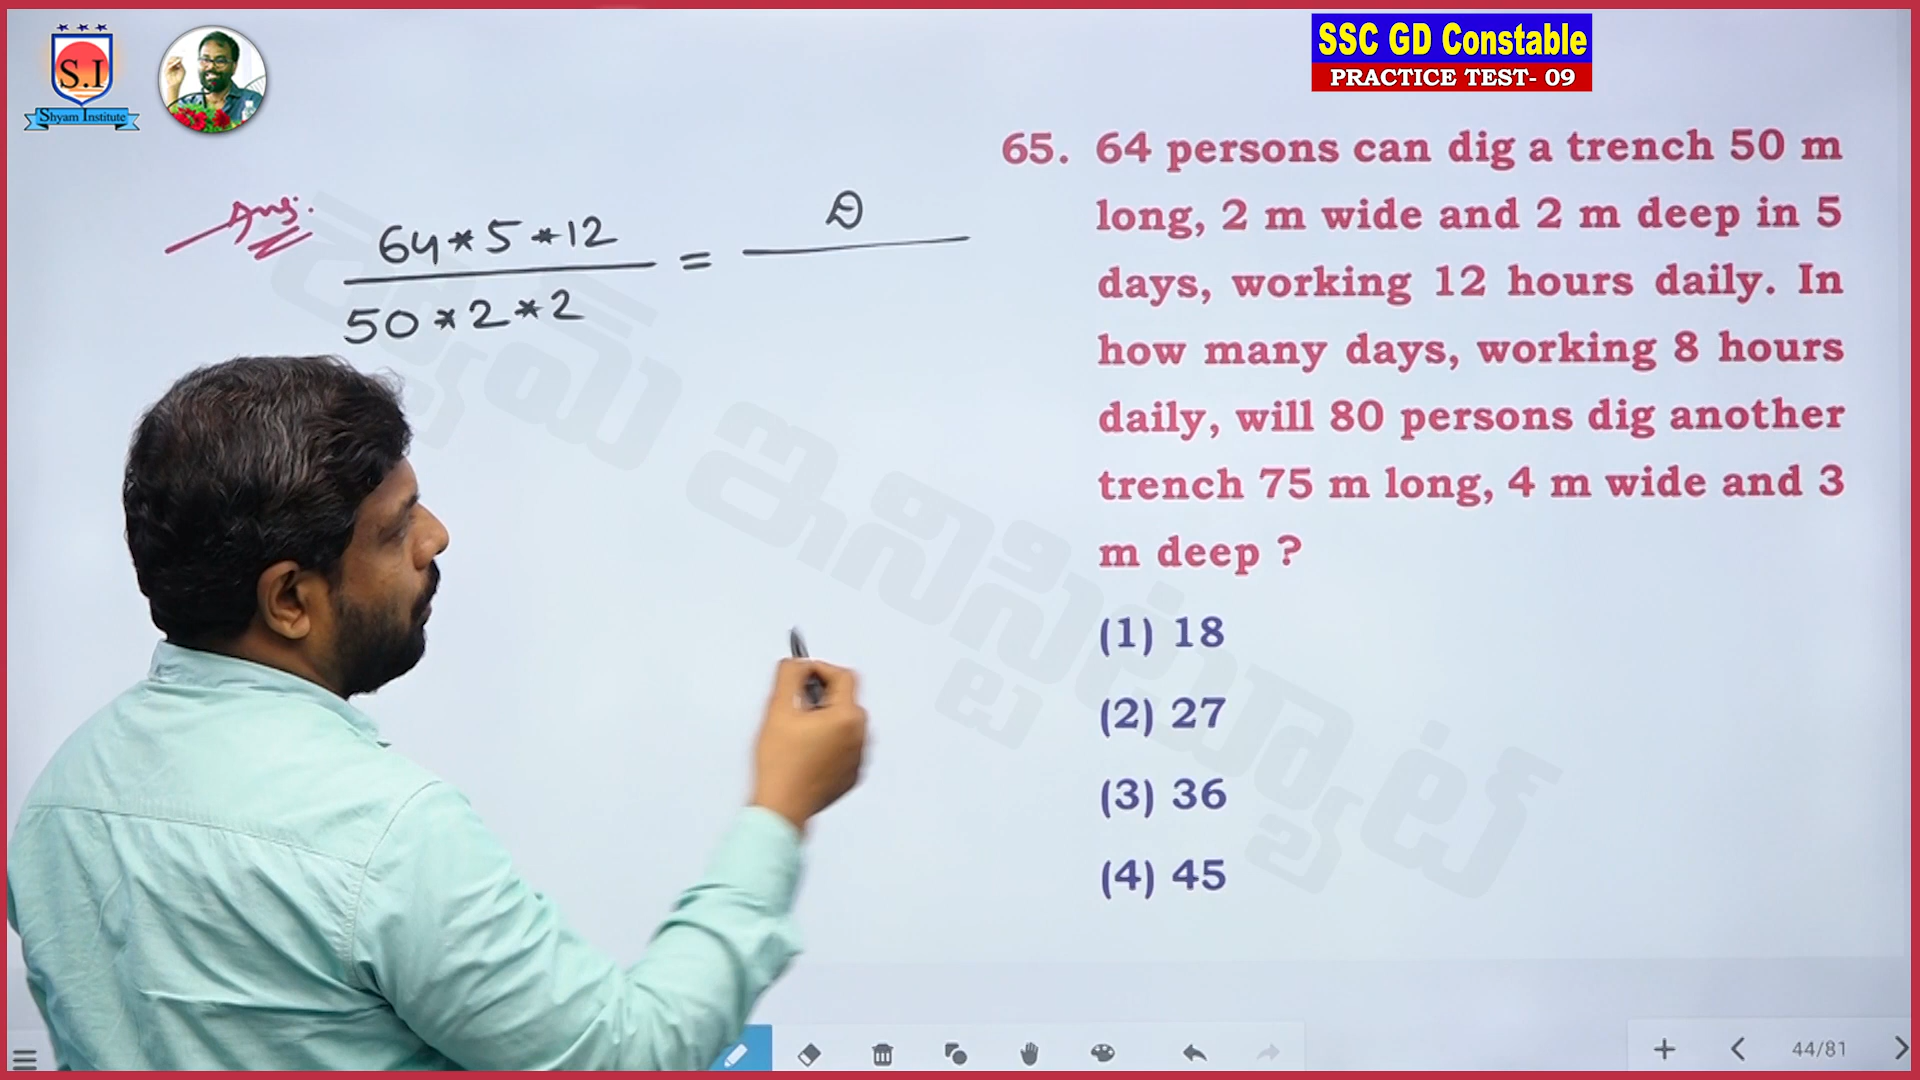 S.I
Shyam Institute
SSC GD Constable
PRACTICE TEST- 09
Ans:
64*5*12 = D
50*2*2
65. 64 persons can dig a trench 50 m
long, 2 m wide and 2 m deep in 5
days, working 12 hours daily. In
how many days, working 8 hours
daily, will 80 persons dig another
trench 75 m long, 4 m wide and 3
m deep ?
(1) 18
(2) 27
(3) 36
(4) 45
శ్యామ్ ఇన్‌స్టిట్యూట్
44/81